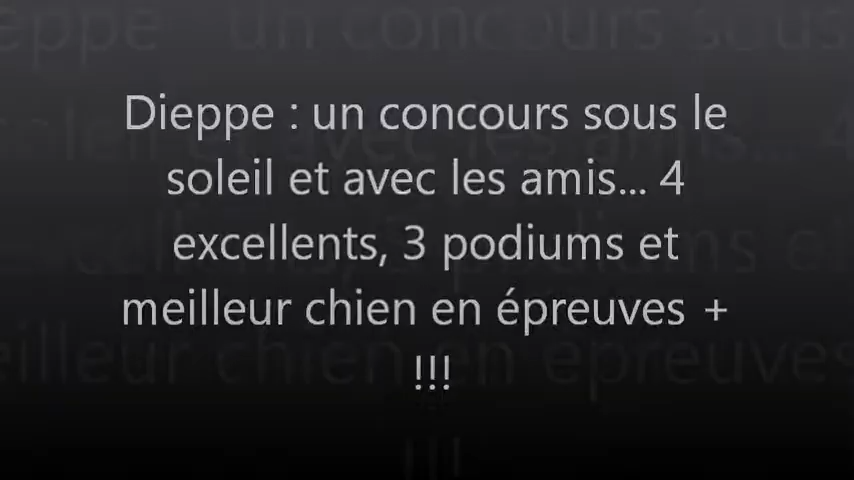 Dieppe : un concours sous le
soleil et avec les amis... 4
excellents, 3 podiums et
meilleur chien en épreuves +
!!!